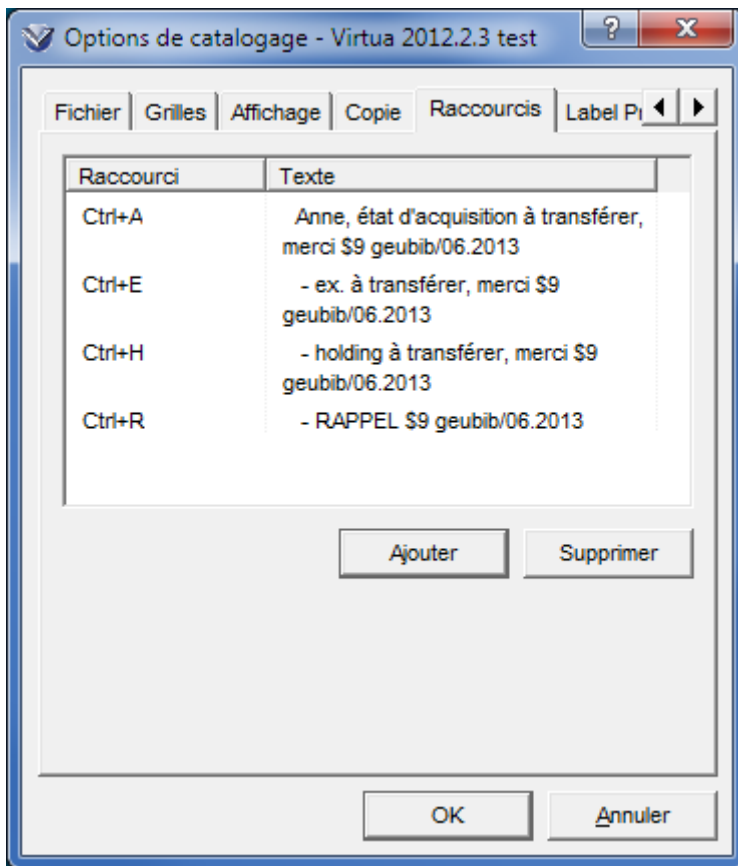 Options de catalogage - Virtua 2012.2.3 test
?
X
Fichier Grilles Affichage Copie Raccourcis Label Pr
Raccourci Texte
Ctrl+A Anne, état d'acquisition à transférer,
merci $9 geubib/06.2013
Ctrl+E - ex. à transférer, merci $9
geubib/06.2013
Ctrl+H - holding à transférer, merci $9
geubib/06.2013
Ctrl+R - RAPPEL $9 geubib/06.2013
Ajouter Supprimer
OK Annuler